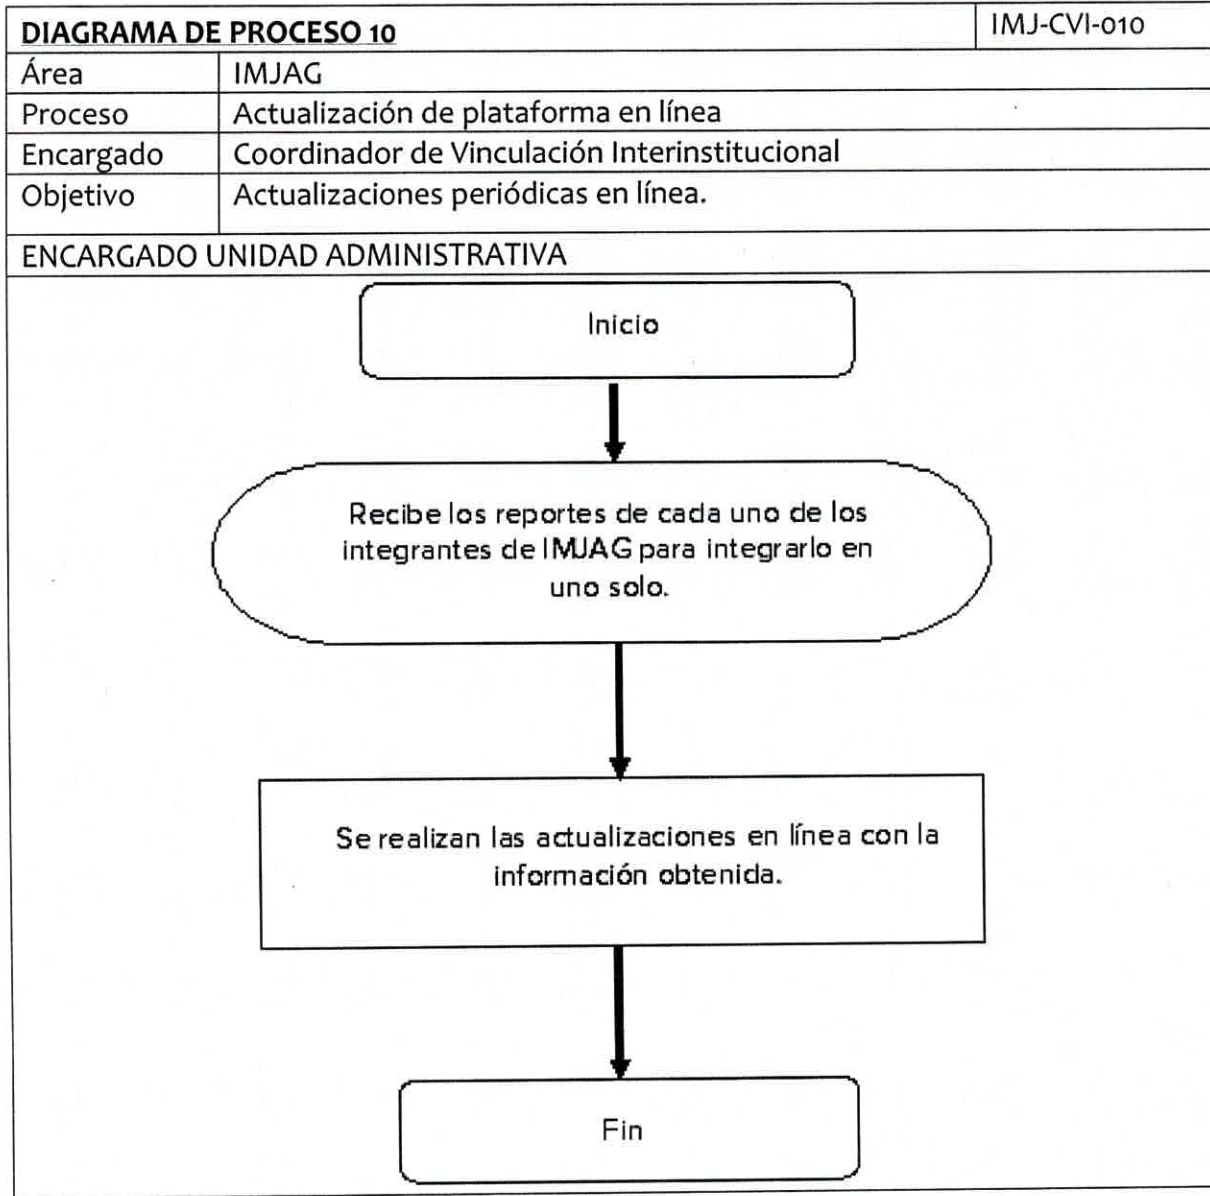 DIAGRAMA DE PROCESO 10 IMJ-CVI-010
Área IMJAG
Proceso Actualización de plataforma en línea
Encargado Coordinador de Vinculación Interinstitucional
Objetivo Actualizaciones periódicas en línea.
ENCARGADO UNIDAD ADMINISTRATIVA
Inicio
Recibe los reportes de cada uno de los
integrantes de IMJAG para integrarlo en
uno solo.
Se realizan las actualizaciones en línea con la
información obtenida.
Fin